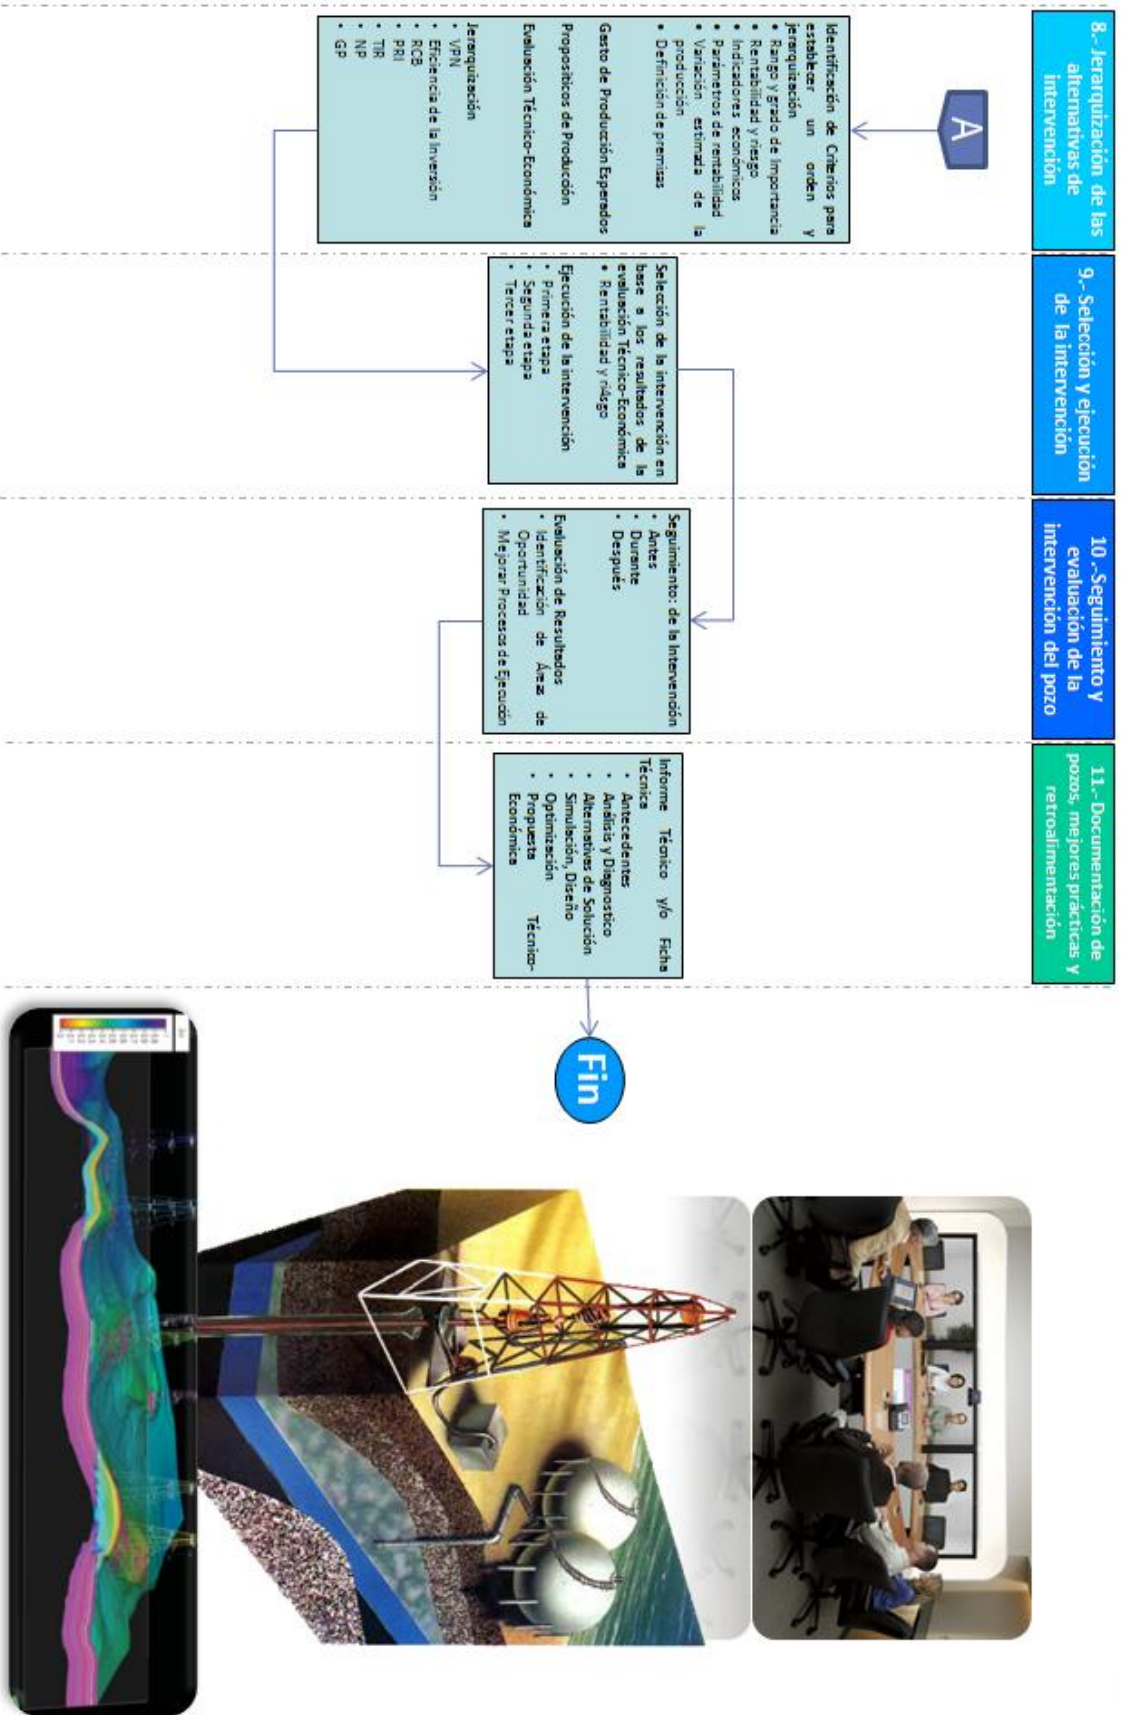 8.- Jerarquización de las
alternativas de
intervención
9.- Selección y ejecución
de la intervención
10 .-Seguimiento y
evaluación de la
intervención del pozo
11.- Documentación de
pozos, mejores prácticas y
retroalimentación
A
Identificación de Criterios para
establecer un orden y
jerarquización
• Rango y grado de Importancia
• Rentabilidad y riesgo
• Indicadores económicos
• Parámetros de rentabilidad
• Variación estimada de la
producción
• Definición de premisas
Gasto de Producción Esperados
Propositicos de Producción
Evaluación Técnico-Económica
Jerarquización
• VPN
• Eficiencia de la Inversión
• RCB
• PRI
• TIR
• NP
• GP
Selección de la intervención en
base a los resultados de la
evaluación Técnico-Económica
• Rentabilidad y ri4sgo
Ejecución de la intervención
• Primera etapa
• Segunda etapa
• Tercer etapa
Seguimiento: de la Intervención
• Antes
• Durante
• Después
Evaluación de Resultados
• Identificación de Áreas de
Oportunidad
• Mejorar Procesos de Ejecución
Informe Técnico y/o Ficha
Técnica
• Antecedentes
• Análisis y Diagnostico
• Alternativas de Solución
• Simulación, Diseño
• Optimización
• Propuesta Técnico-
Económica
Fin